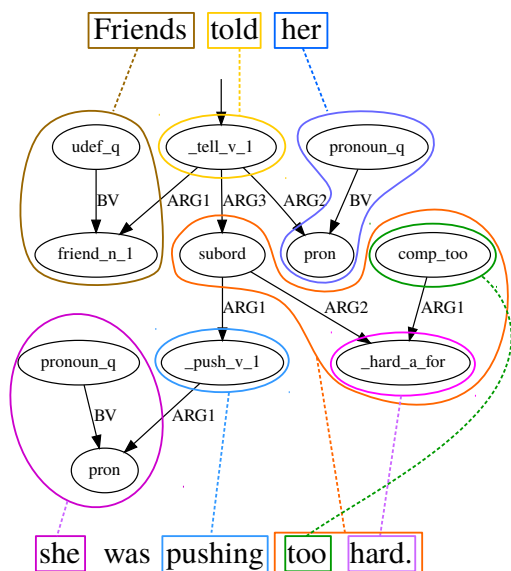 Friends told her
udef_q _tell_v_1 pronoun_q
BV ARG1 ARG3 ARG2 BV
friend_n_1 subord pron comp_too
ARG1 ARG2 ARG1
pronoun_q _push_v_1 _hard_a_for
BV ARG1
pron
she was pushing too hard.